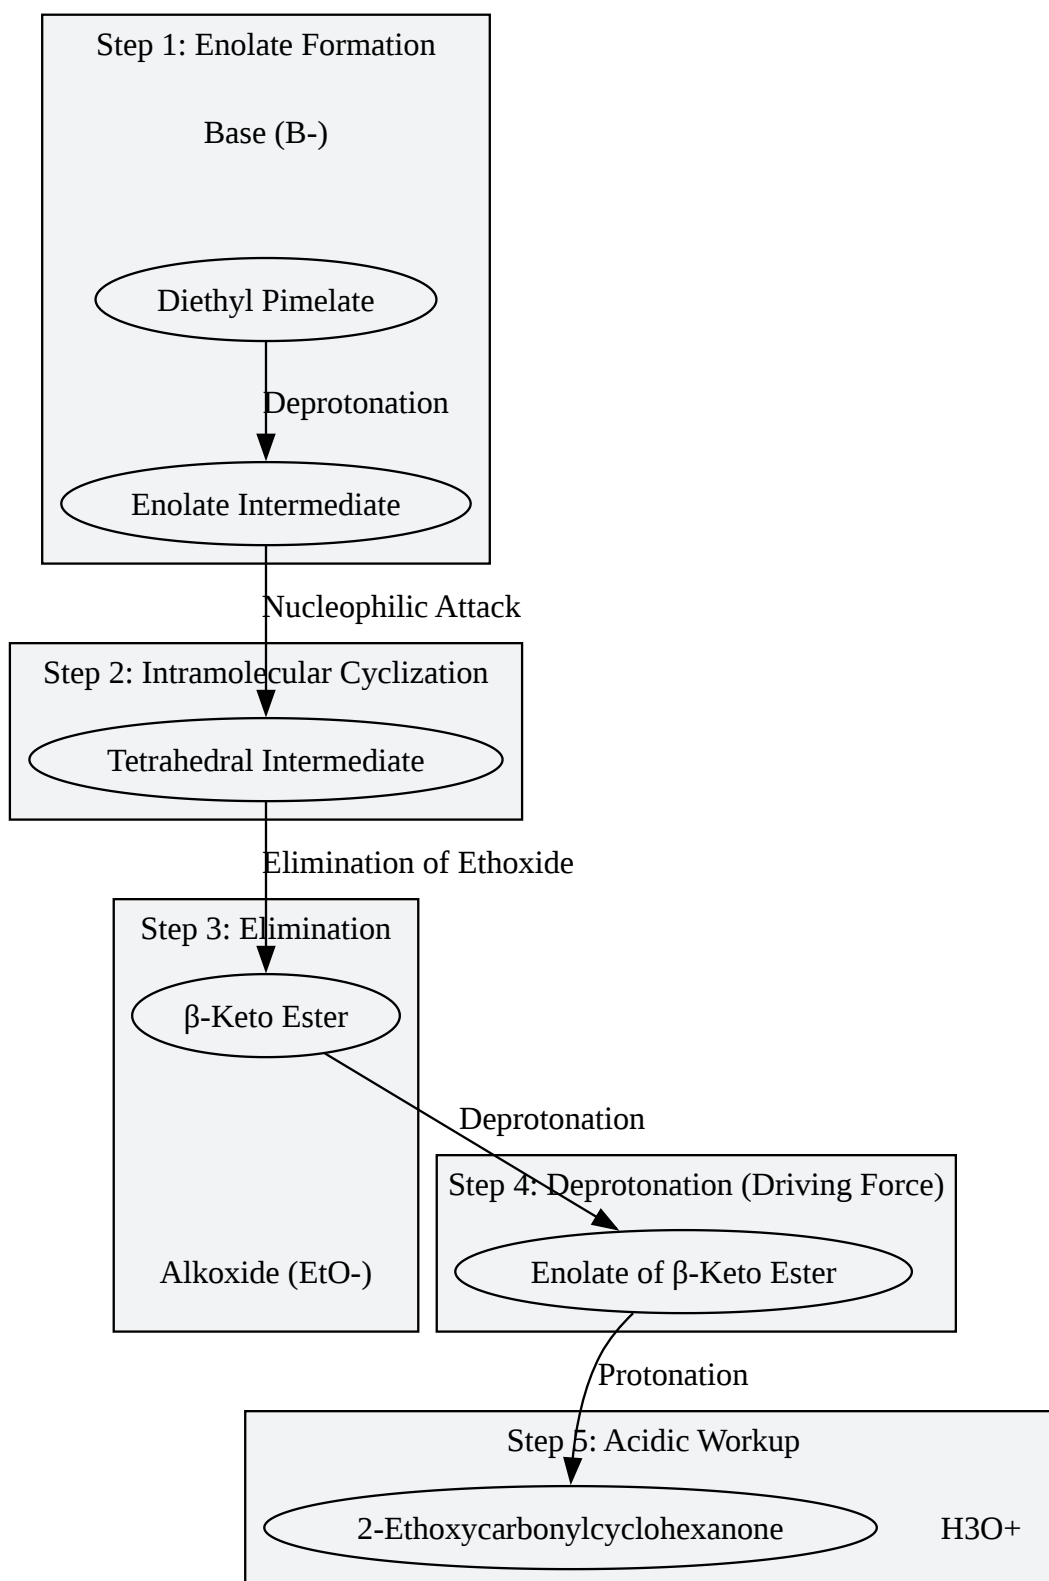 Step 1: Enolate Formation
Base (B-)
Diethyl Pimelate
Deprotonation
Enolate Intermediate
Nucleophilic Attack
Step 2: Intramolecular Cyclization
Tetrahedral Intermediate
Elimination of Ethoxide
Step 3: Elimination
β-Keto Ester
Deprotonation
Step 4: Deprotonation (Driving Force)
Alkoxide (EtO-)
Enolate of β-Keto Ester
Protonation
Step 5: Acidic Workup
2-Ethoxycarbonylcyclohexanone
H3O+